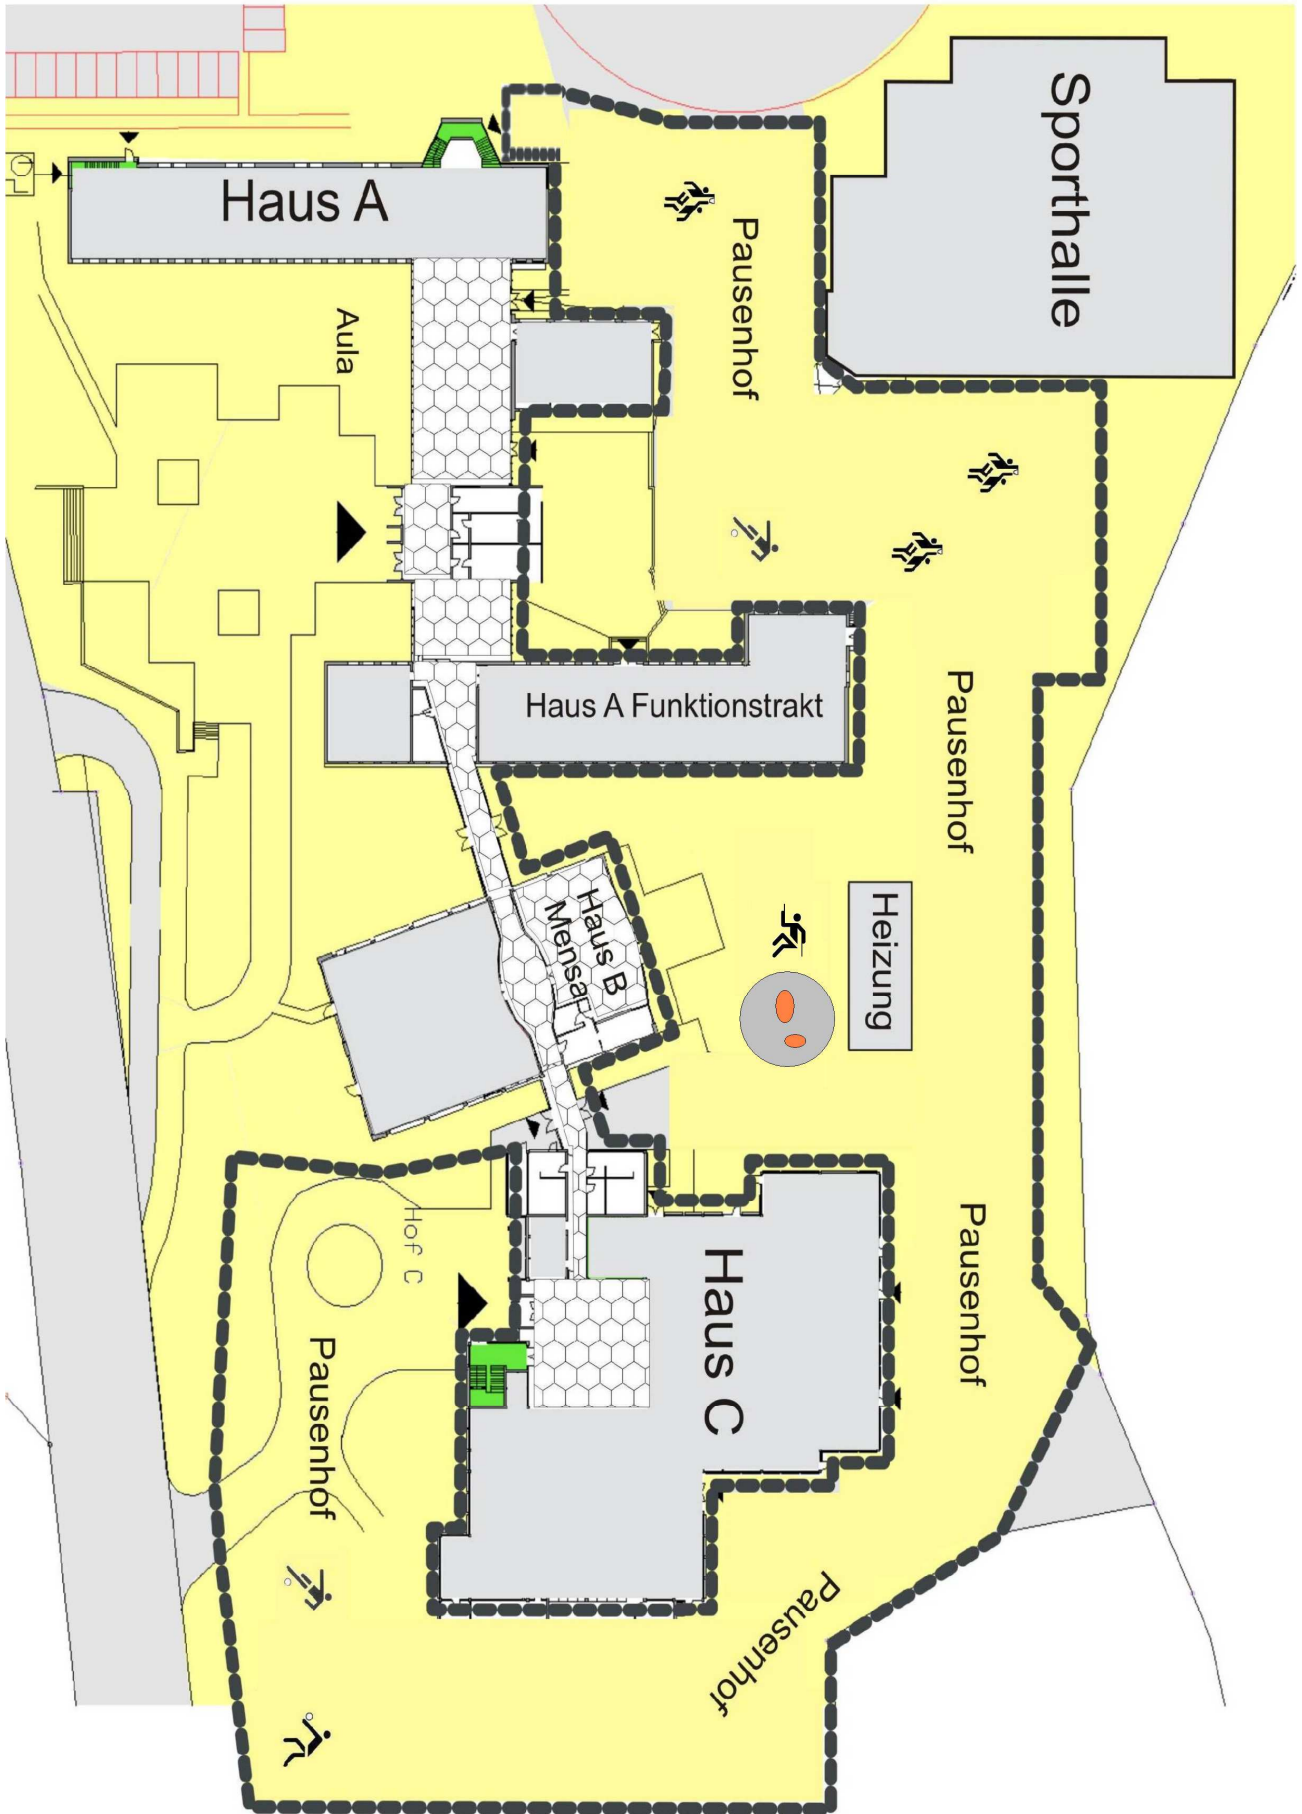 Sporthalle
Haus A
Pausenhof
Aula
Haus A Funktionstrakt
Pausenhof
Haus B
Mensa
Heizung
Pausenhof
Hof C
Haus C
Pausenhof
Pausenhof